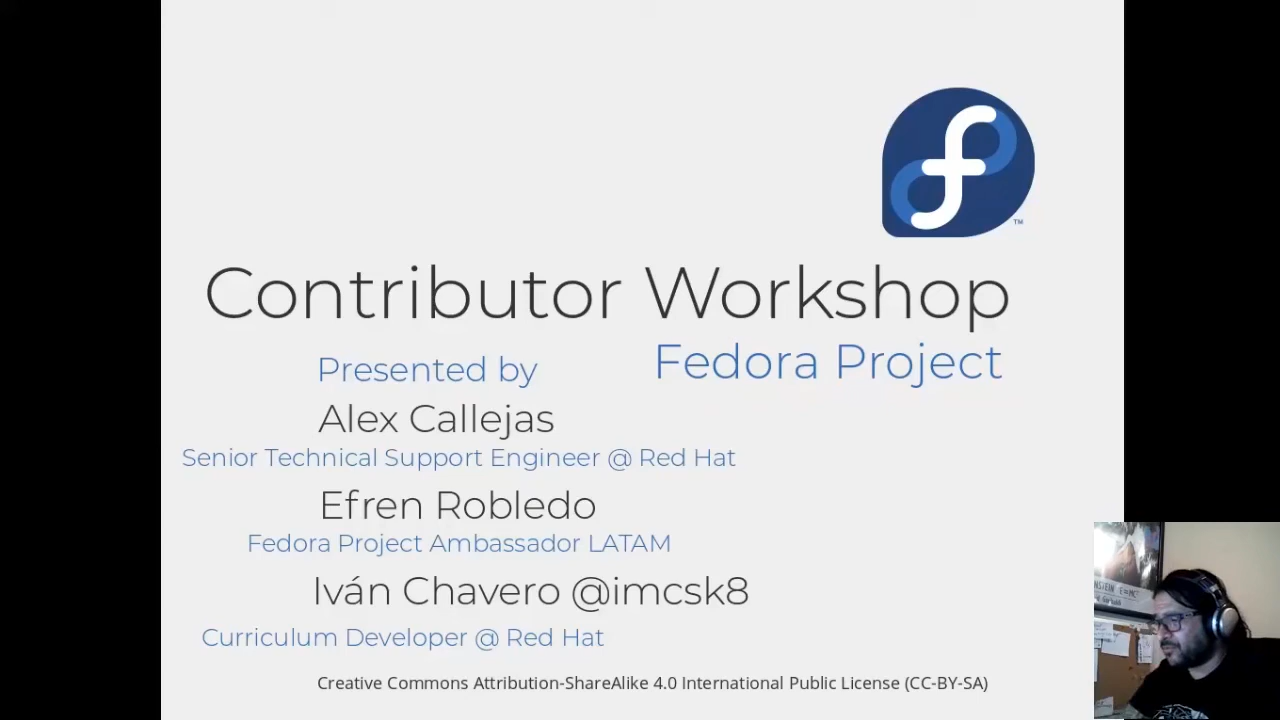 Contributor Workshop
Fedora Project
Presented by
Alex Callejas
Senior Technical Support Engineer @ Red Hat
Efren Robledo
Fedora Project Ambassador LATAM
Iván Chavero @imcsk8
Curriculum Developer @ Red Hat
Creative Commons Attribution-ShareAlike 4.0 International Public License (CC-BY-SA)
TM